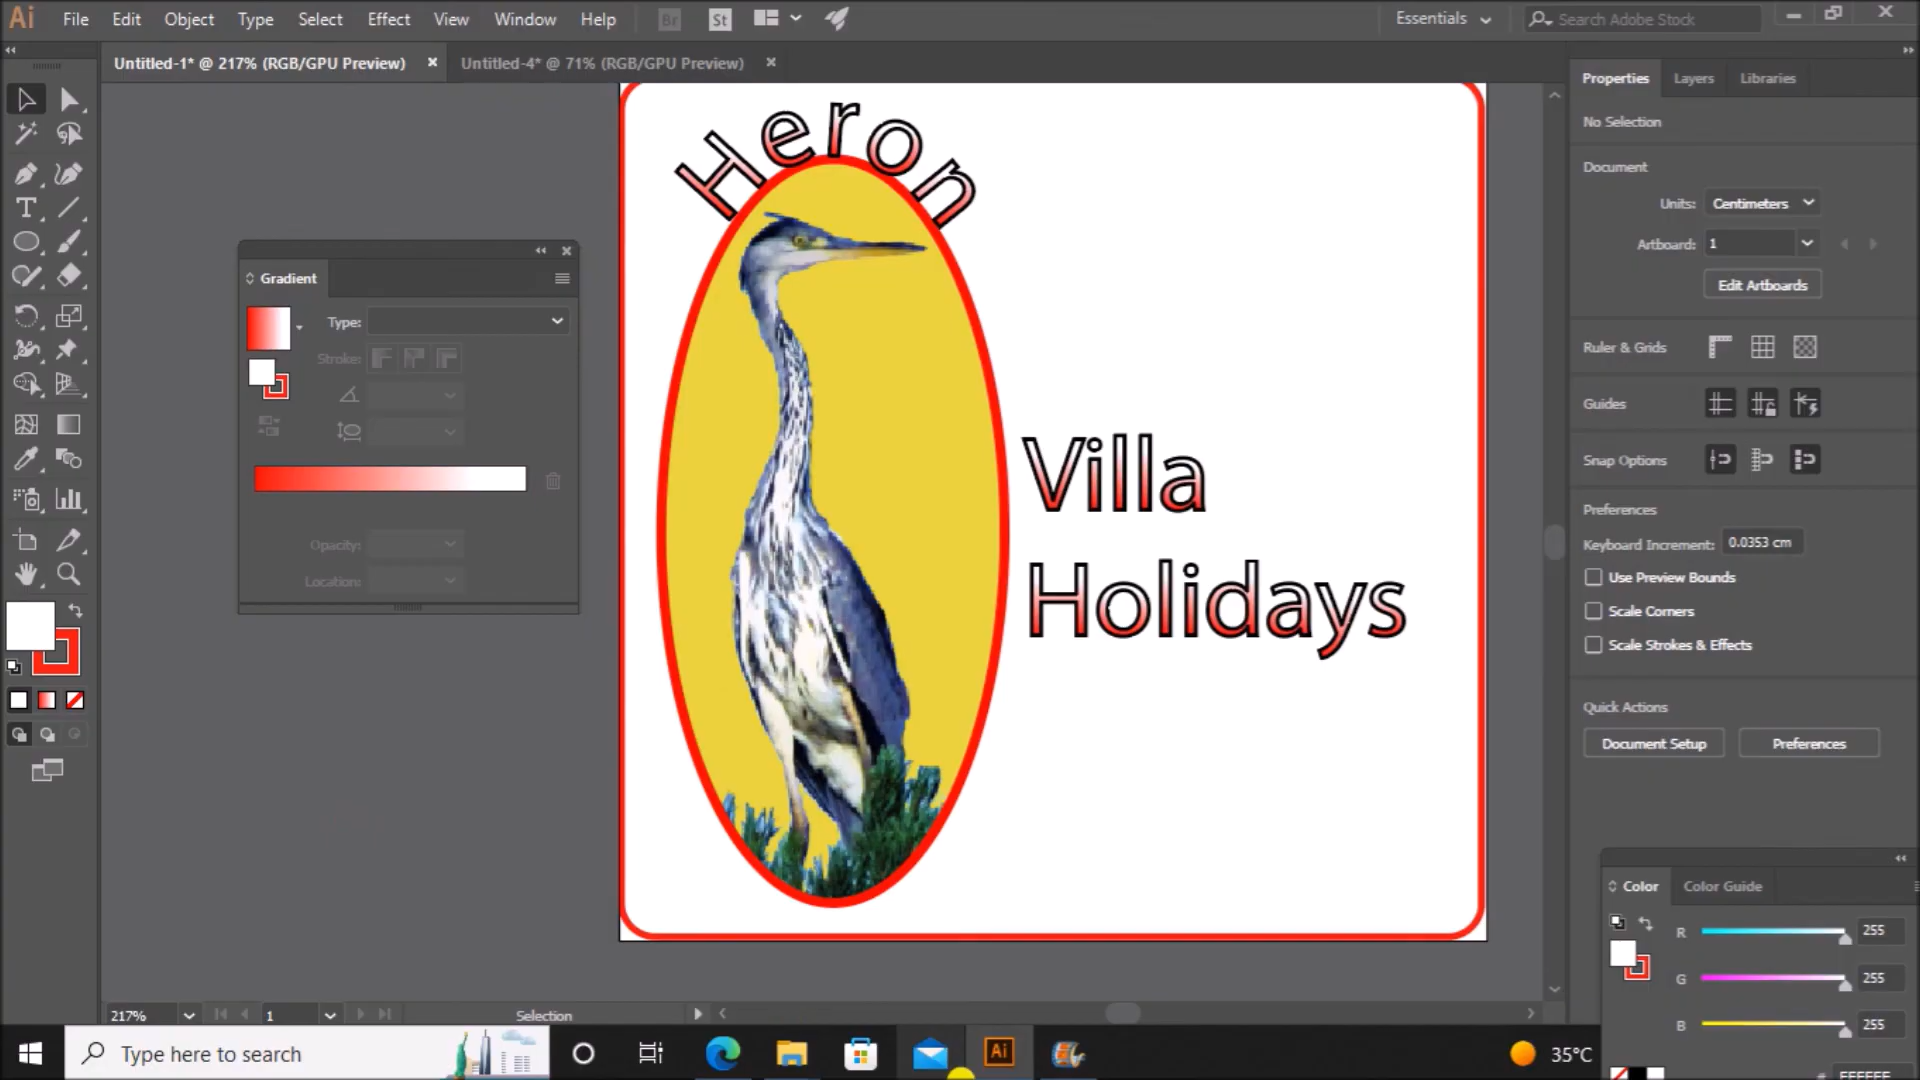 Ai File Edit Object Type Select Effect View Window Help Br St Essentials Search Adobe Stock
Untitled-1* @ 217% (RGB/GPU Preview) Untitled-4* @ 71% (RGB/GPU Preview)
Properties Layers Libraries
No Selection
Document
Units: Centimeters
Artboard: 1
Edit Artboards
Ruler & Grids
Guides
Snap Options
Preferences
Keyboard Increment: 0.0353 cm
Use Preview Bounds
Scale Corners
Scale Strokes & Effects
Quick Actions
Document Setup Preferences
Color Color Guide
R 255
G 255
B 255
# FFFFFF
Gradient
Type:
Stroke:
Opacity:
Location:
Heron
Villa
Holidays
217% 1 Selection
Type here to search Ai 35°C